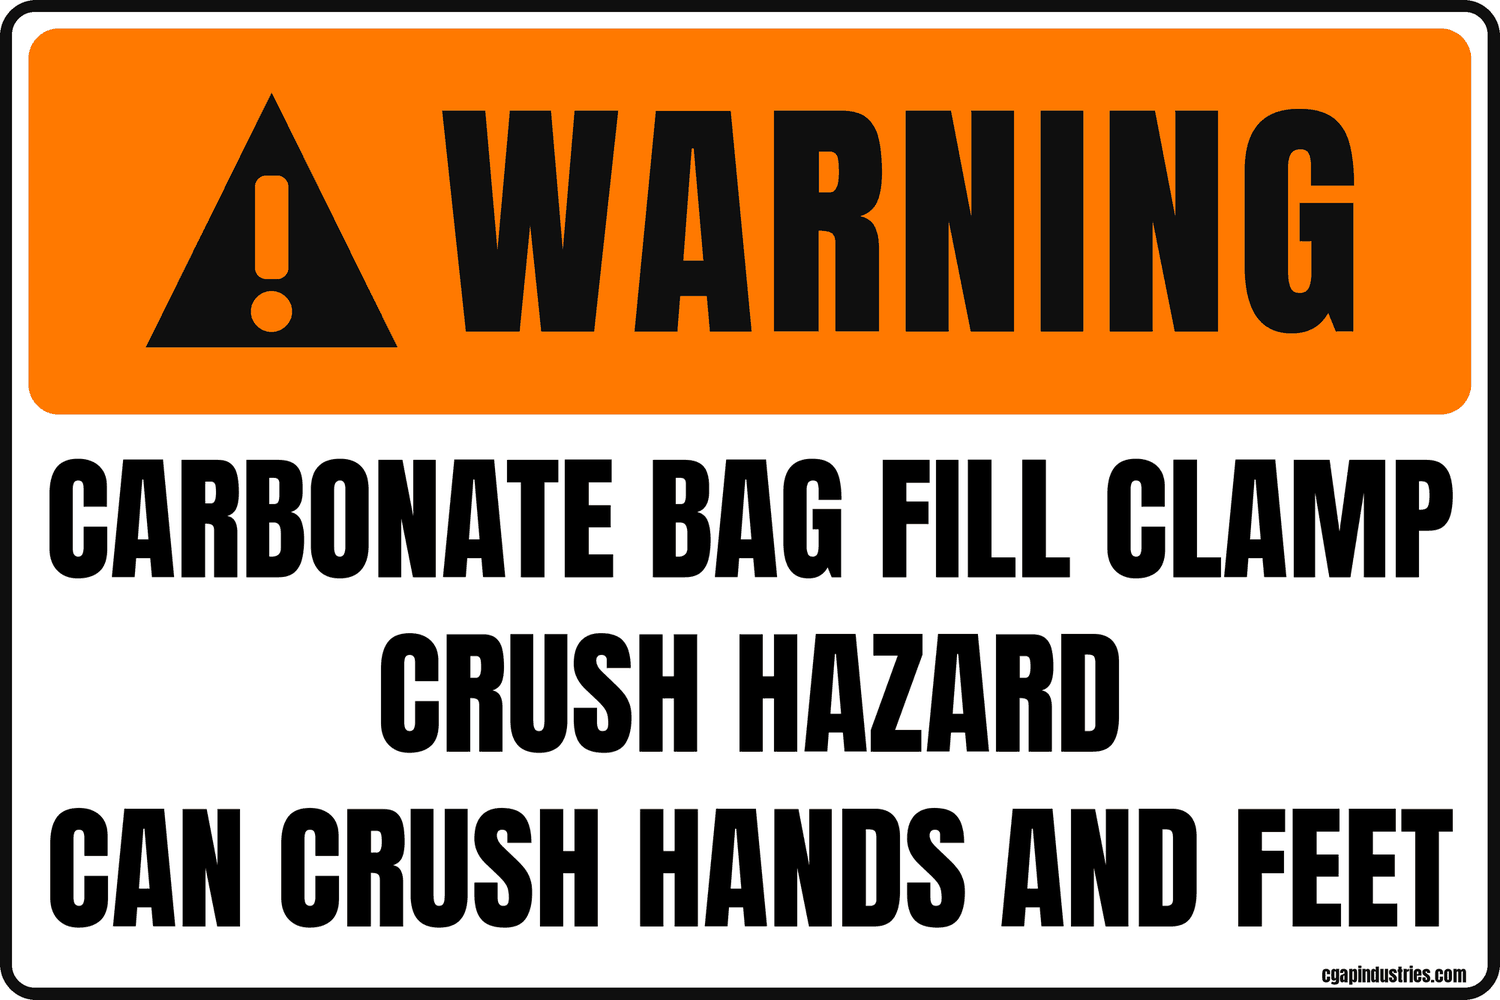 WARNING
CARBONATE BAG FILL CLAMP
CRUSH HAZARD
CAN CRUSH HANDS AND FEET
cgapindustries.com